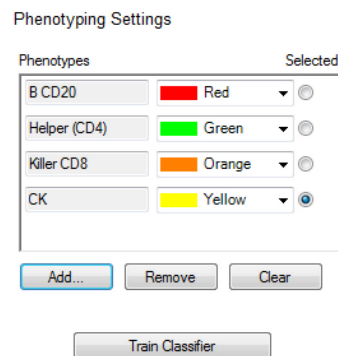 Phenotyping Settings
Phenotypes Selected
B CD20 Red
Helper (CD4) Green
Killer CD8 Orange
CK Yellow
Add... Remove Clear
Train Classifier